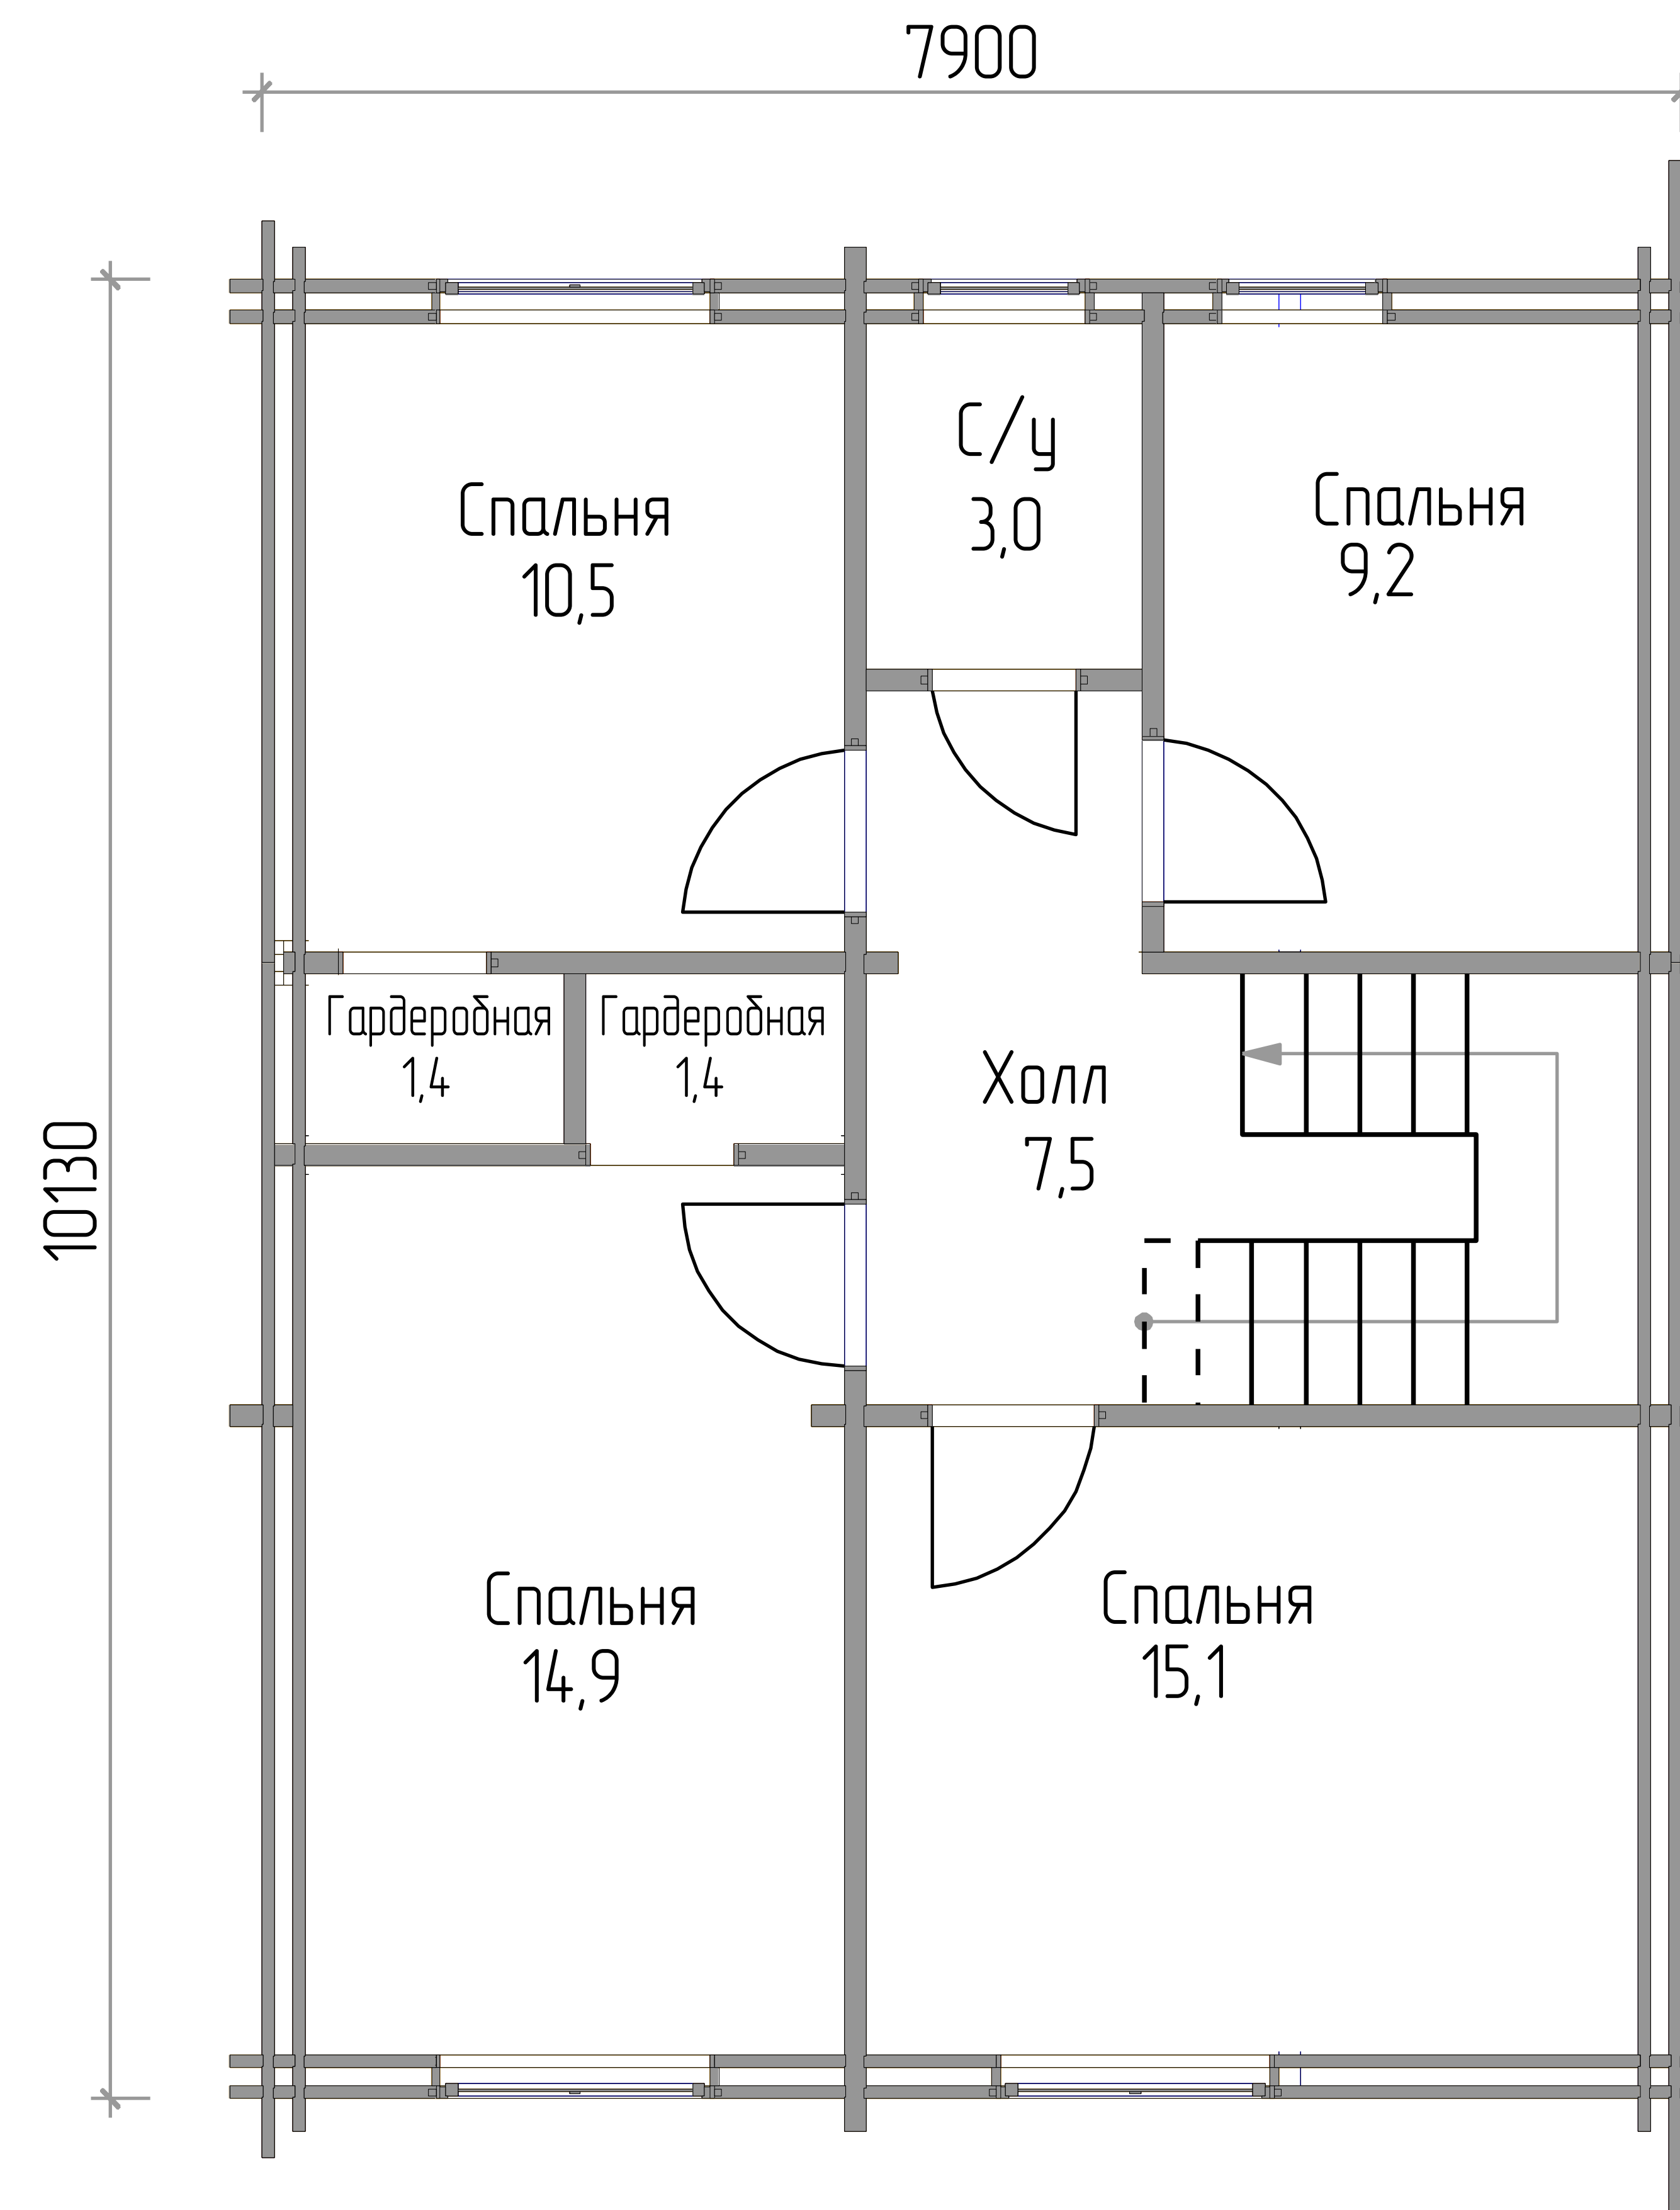 7900
10130
Спальня
10,5
С/у
3,0
Спальня
9,2
Гардеробная
1,4
Гардеробная
1,4
Холл
7,5
Спальня
14,9
Спальня
15,1